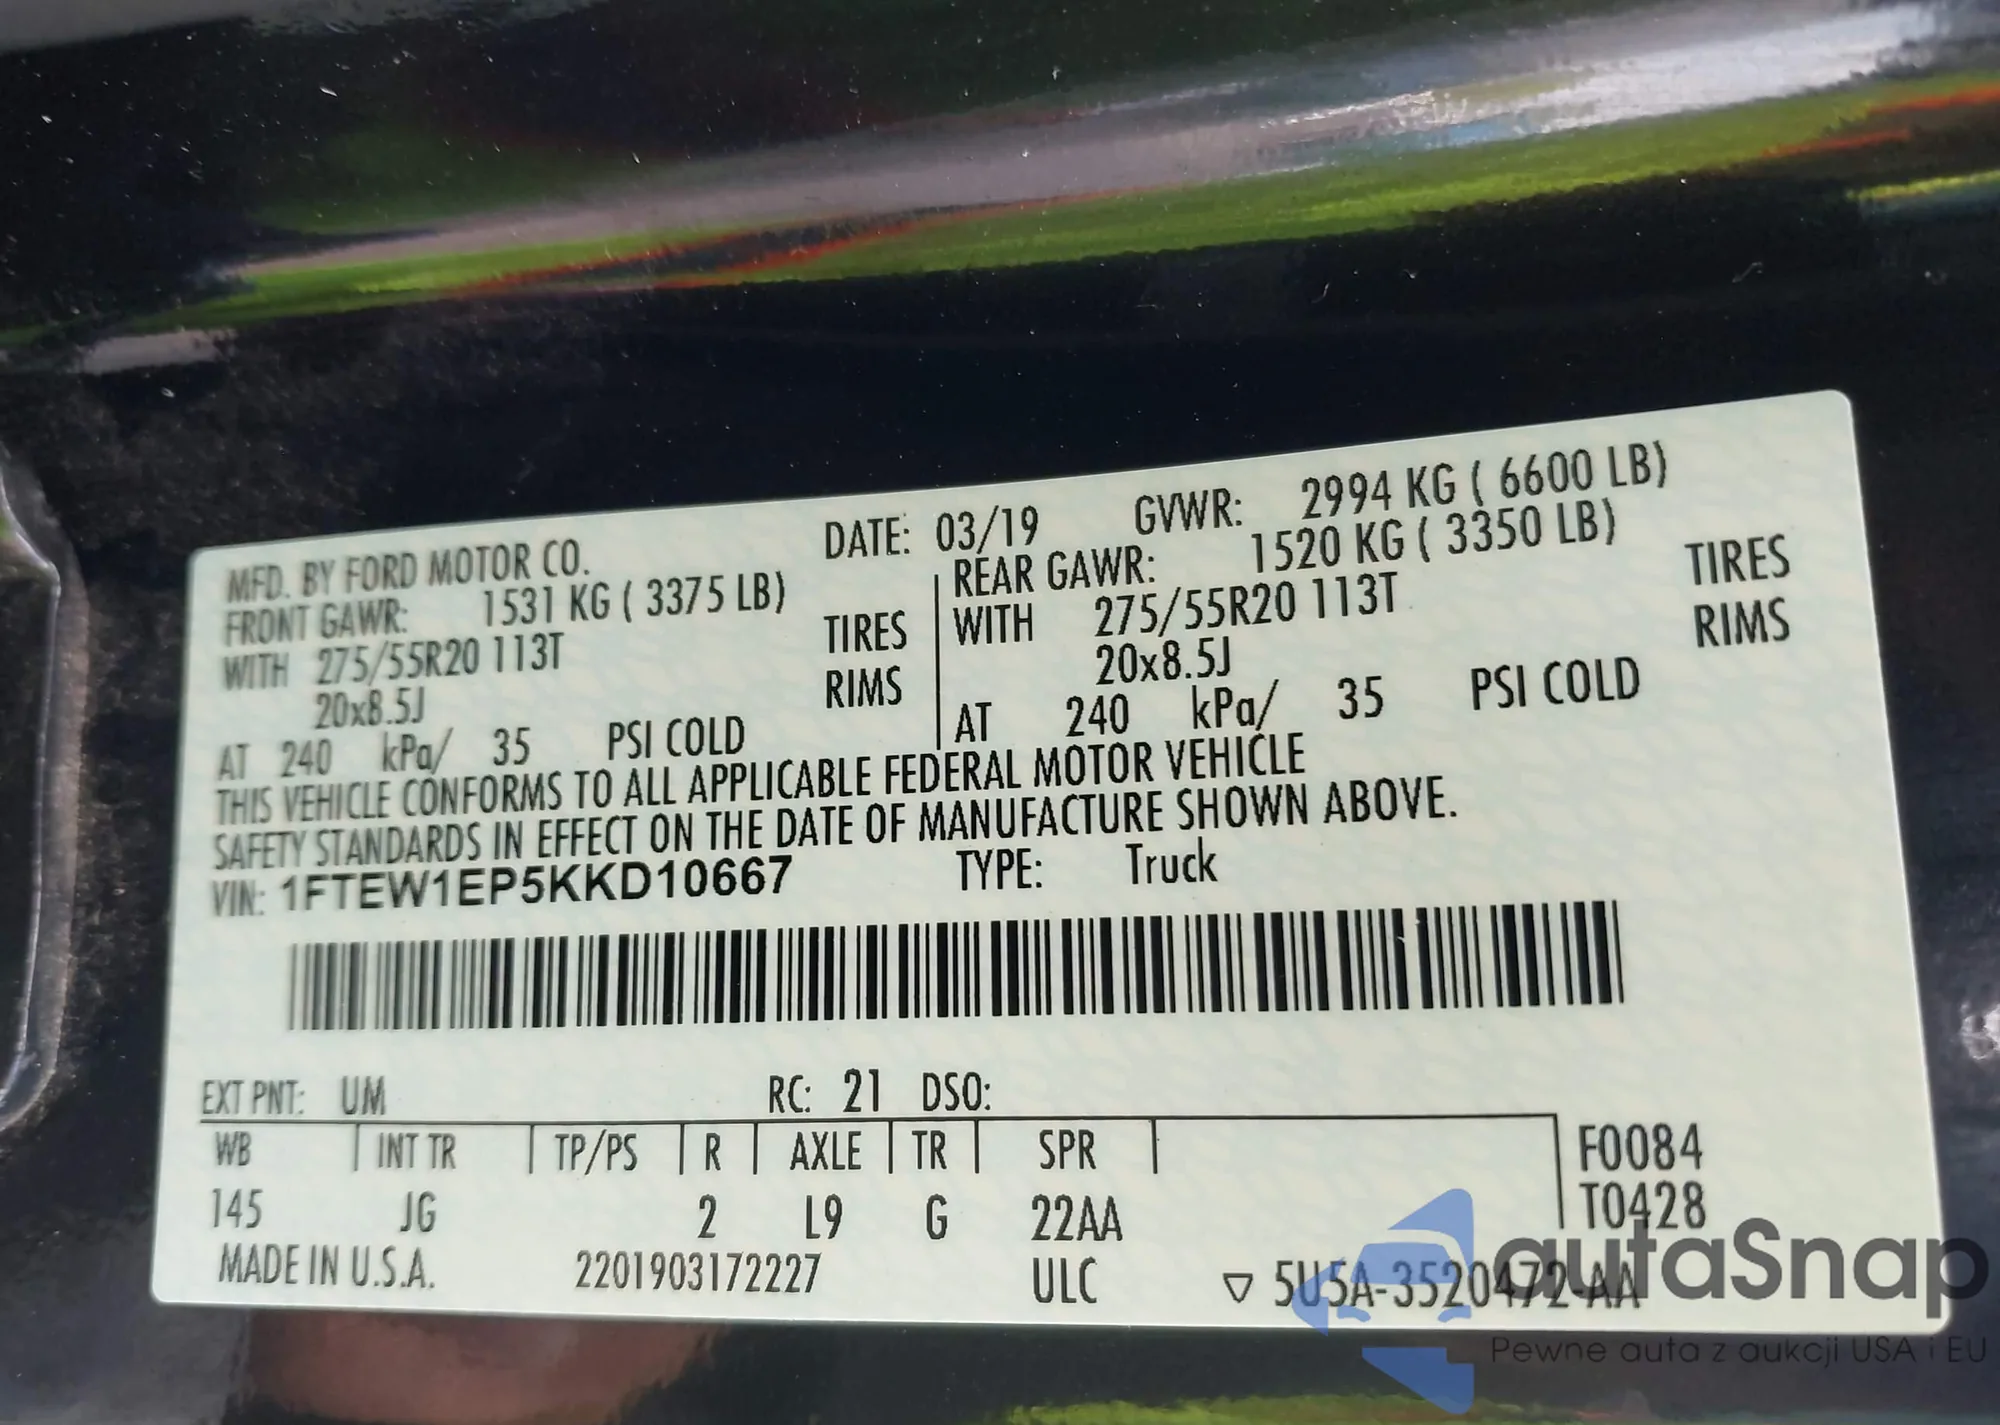 MFD. BY FORD MOTOR CO. DATE: 03/19 GVWR: 2994 KG ( 6600 LB)
FRONT GAWR: 1531 KG ( 3375 LB) REAR GAWR: 1520 KG ( 3350 LB)
WITH 275/55R20 113T TIRES WITH 275/55R20 113T TIRES
20x8.5J RIMS 20x8.5J RIMS
AT 240 kPa/ 35 PSI COLD AT 240 kPa/ 35 PSI COLD
THIS VEHICLE CONFORMS TO ALL APPLICABLE FEDERAL MOTOR VEHICLE
SAFETY STANDARDS IN EFFECT ON THE DATE OF MANUFACTURE SHOWN ABOVE.
VIN: 1FTEW1EP5KKD10667 TYPE: Truck
EXT PNT: UM RC: 21 DSO:
WB INT TR TP/PS R AXLE TR SPR F0084
145 JG 2 L9 G 22AA T0428
MADE IN U.S.A. 2201903172227 ULC ▽ 5U5A-3520472-AA
autaSnap
Pewne auta z aukcji USA i EU